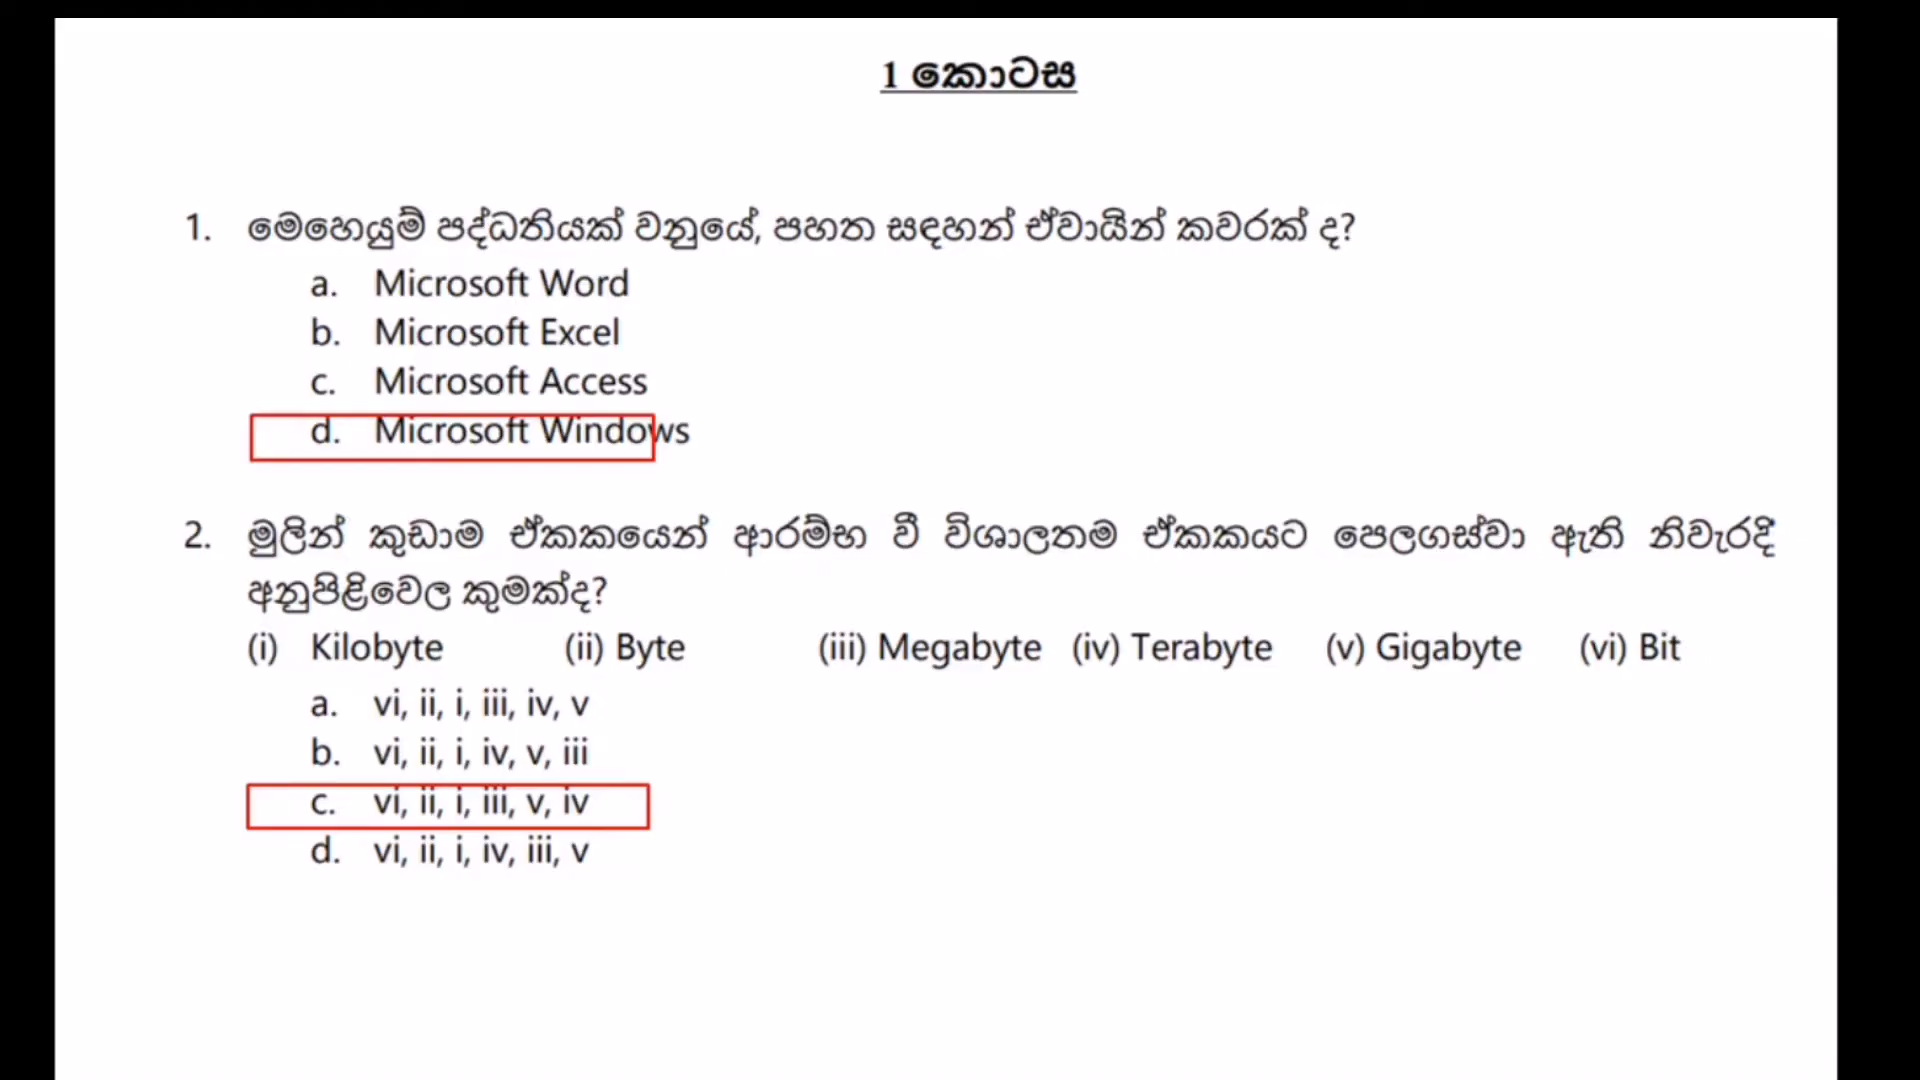 1 කොටස
1. මෙහෙයුම් පද්ධතියක් වනුයේ, පහත සඳහන් ඒවායින් කවරක් ද?
a. Microsoft Word
b. Microsoft Excel
c. Microsoft Access
d. Microsoft Windows
2. මුලින් කුඩාම ඒකකයෙන් ආරම්භ වී විශාලතම ඒකකයට පෙලගස්වා ඇති නිවැරදි
අනුපිළිවෙල කුමක්ද?
(i) Kilobyte (ii) Byte (iii) Megabyte (iv) Terabyte (v) Gigabyte (vi) Bit
a. vi, ii, i, iii, iv, v
b. vi, ii, i, iv, v, iii
c. vi, ii, i, iii, v, iv
d. vi, ii, i, iv, iii, v